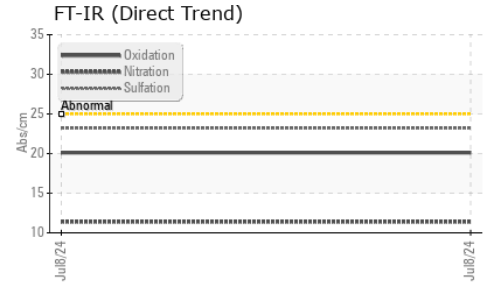 FT-IR (Direct Trend)
35
30
25
20
15
10
Abs/cm
Oxidation
Nitration
Sulfation
Abnormal
Jul8/24
Jul8/24